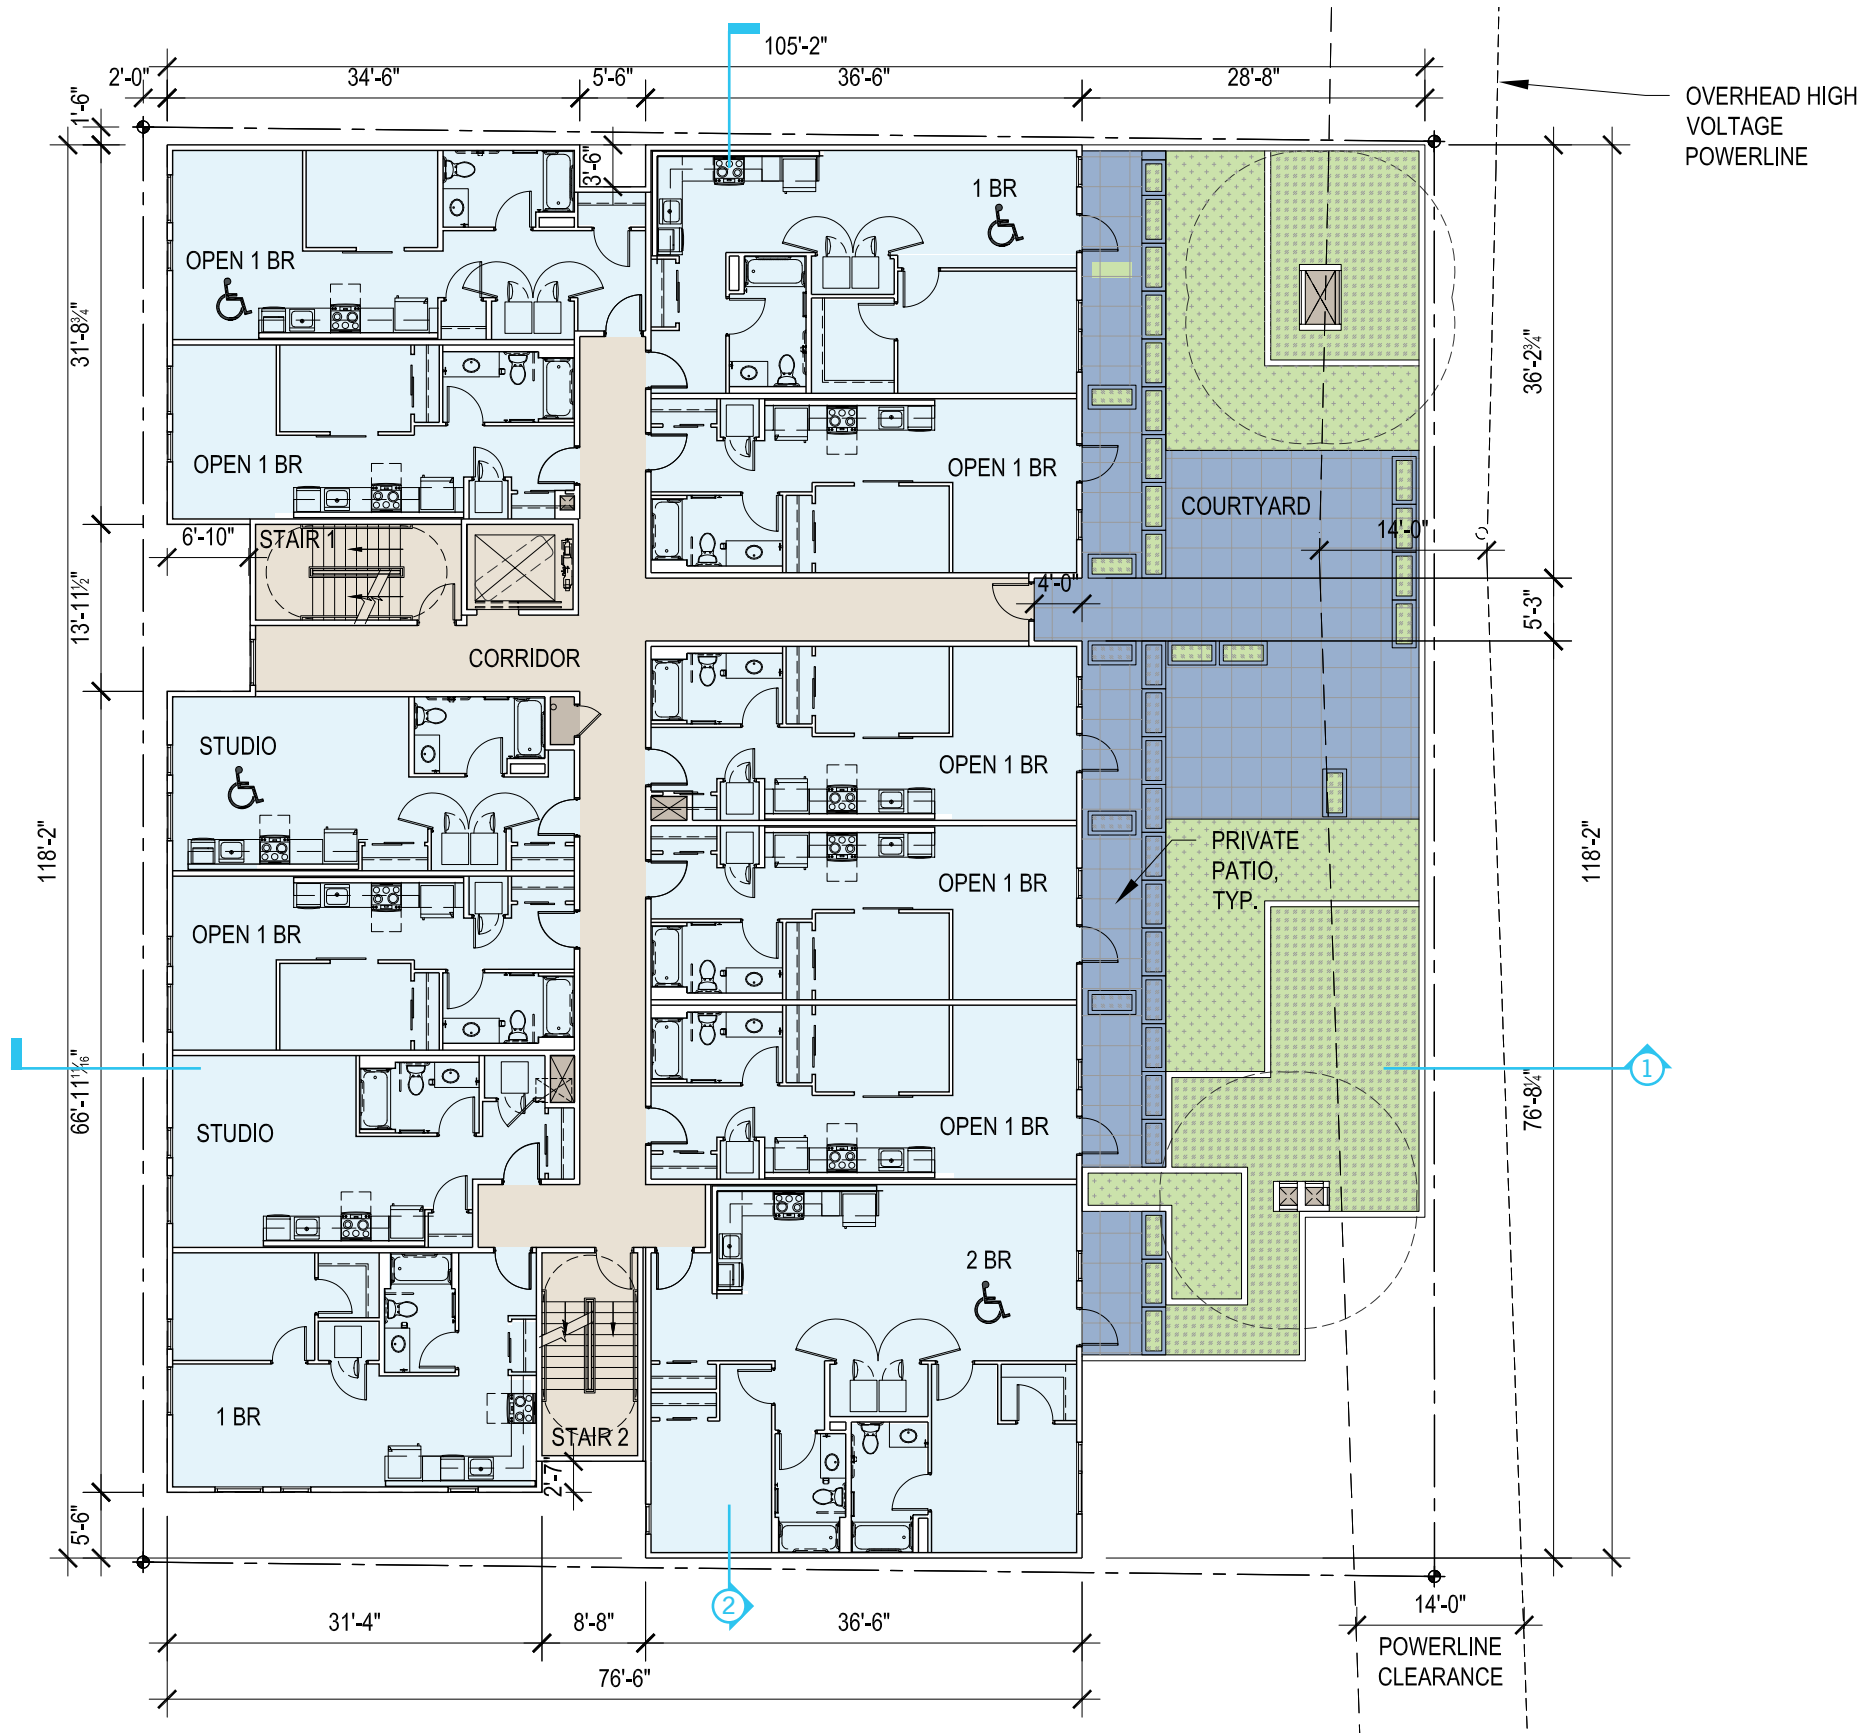 105'-2"
2'-0"
34'-6"
5'-6"
36'-6"
28'-8"
OVERHEAD HIGH
VOLTAGE
POWERLINE
1'-6"
3'-6"
1 BR
OPEN 1 BR
31'-8¾"
36'-2¾"
OPEN 1 BR
OPEN 1 BR
COURTYARD
14'-0"
6'-10"
STAIR 1
4'-0"
13'-11½"
5'-3"
CORRIDOR
STUDIO
OPEN 1 BR
118'-2"
118'-2"
PRIVATE
PATIO,
TYP.
OPEN 1 BR
OPEN 1 BR
66'-11 11/16"
1
76'-8¼"
STUDIO
OPEN 1 BR
2 BR
1 BR
STAIR 2
2'-7"
5'-6"
2
31'-4"
8'-8"
36'-6"
14'-0"
POWERLINE
CLEARANCE
76'-6"